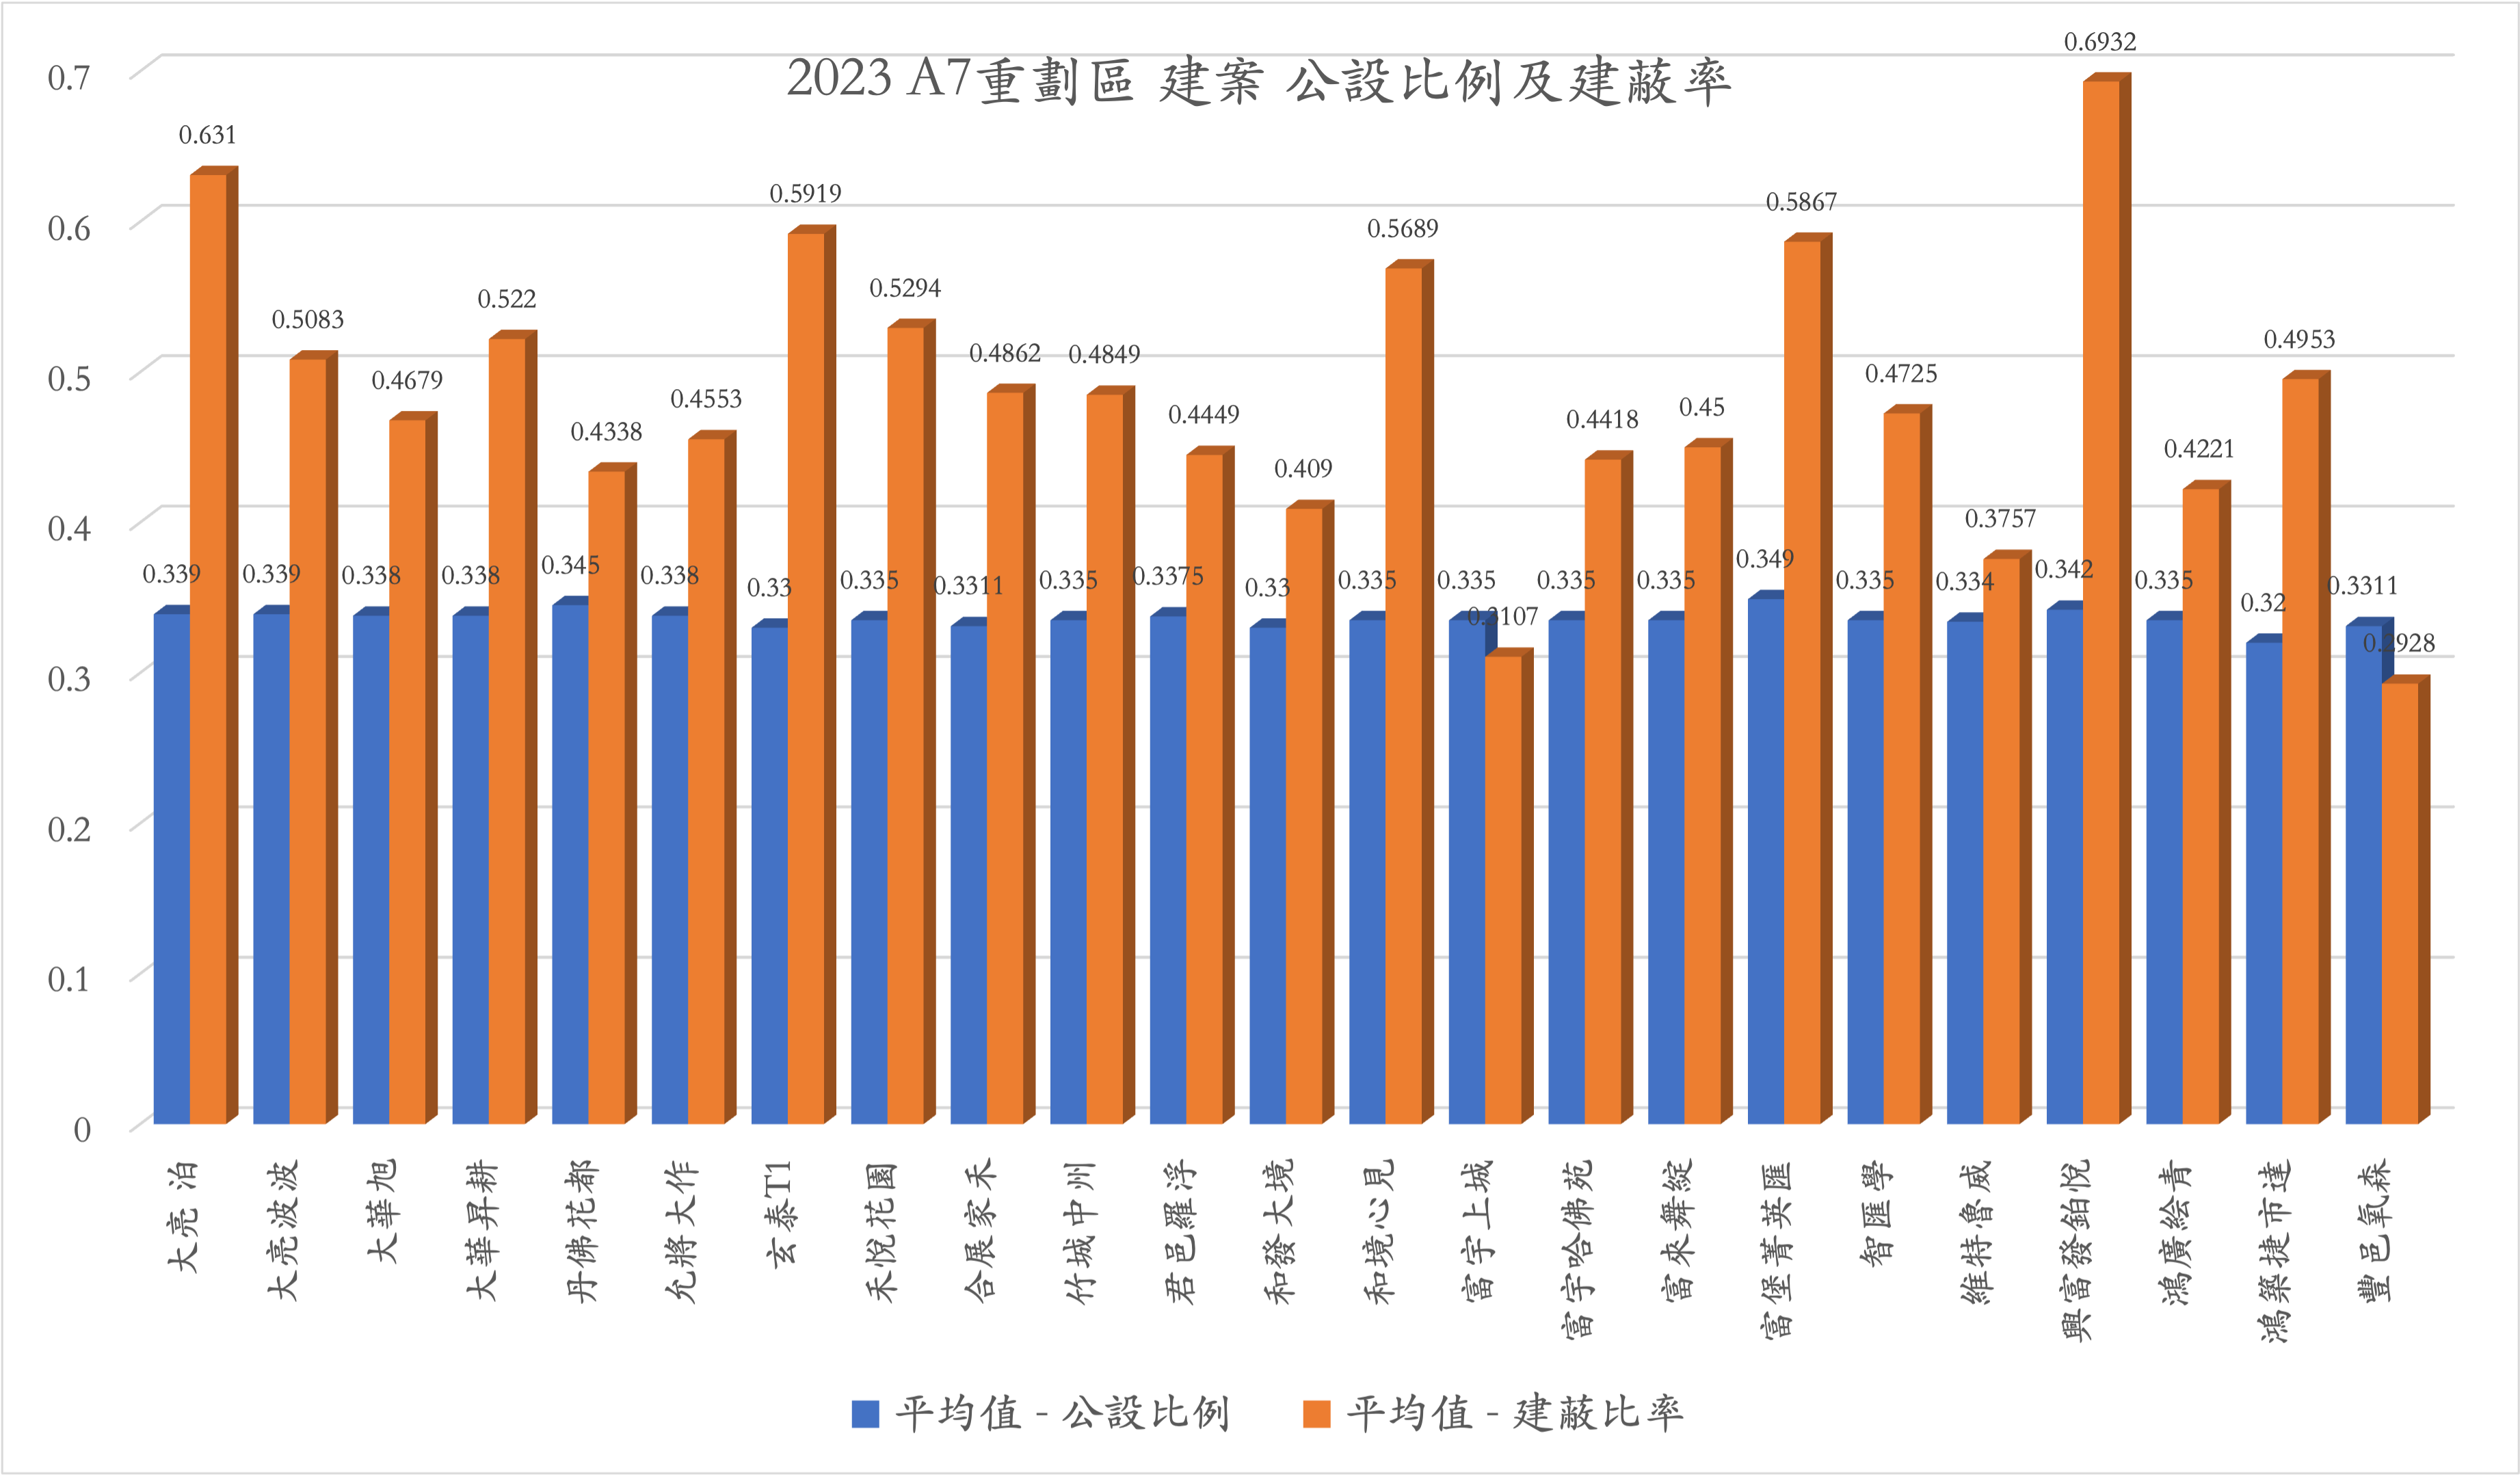 2023 A7重劃區 建案 公設比例及建蔽率
0.7
0.6
0.5
0.4
0.3
0.2
0.1
0
0.339
0.631
0.339
0.5083
0.338
0.4679
0.338
0.522
0.345
0.4338
0.338
0.4553
0.33
0.5919
0.335
0.5294
0.3311
0.4862
0.335
0.4849
0.3375
0.4449
0.33
0.409
0.335
0.5689
0.335
0.3107
0.335
0.4418
0.335
0.45
0.349
0.5867
0.335
0.4725
0.334
0.3757
0.342
0.6932
0.335
0.4221
0.32
0.4953
0.3311
0.2928
大亮 泊
大亮波波
大華旭
大華昇耕
丹佛花都
允將大作
玄泰T1
禾悅花園
合展家禾
竹城中州
君邑羅浮
和發大境
和境心見
富宇上城
富宇哈佛苑
富來舞綻
富堡菁英匯
智匯學
維特魯威
興富發鉑悅
鴻廣絵青
鴻築捷市達
豐邑氧森
平均值 - 公設比例
平均值 - 建蔽比率